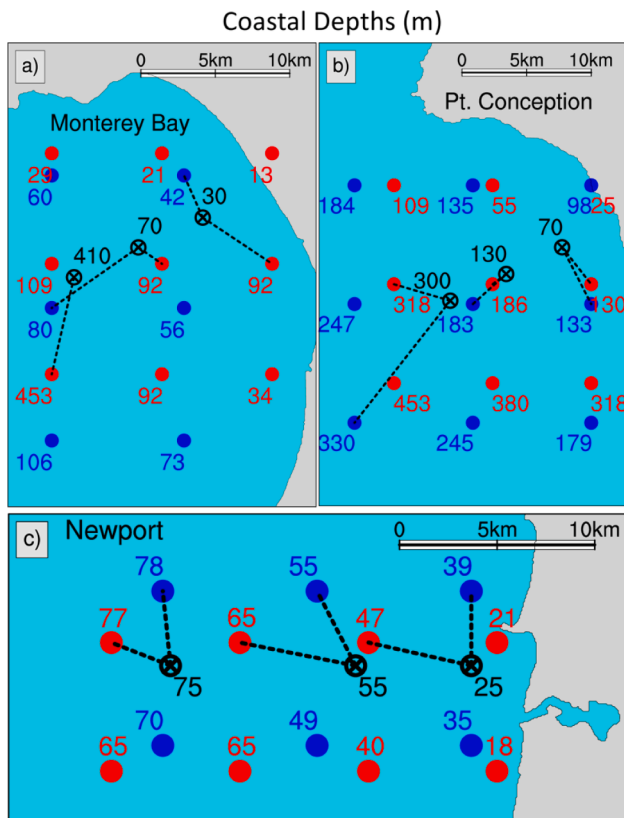 Coastal Depths (m)
a)
0 5km 10km
Monterey Bay
29 21 13
60 42 30
70
410
109 92 92
80 56
453 92 34
106 73
b)
0 5km 10km
Pt. Conception
184 109 135 55 98 25
70
130
300
318 186 130
247 183 133
453 380 318
330 245 179
c)
Newport
0 5km 10km
78 55 39
77 65 47 21
75 55 25
70 49 35
65 65 40 18